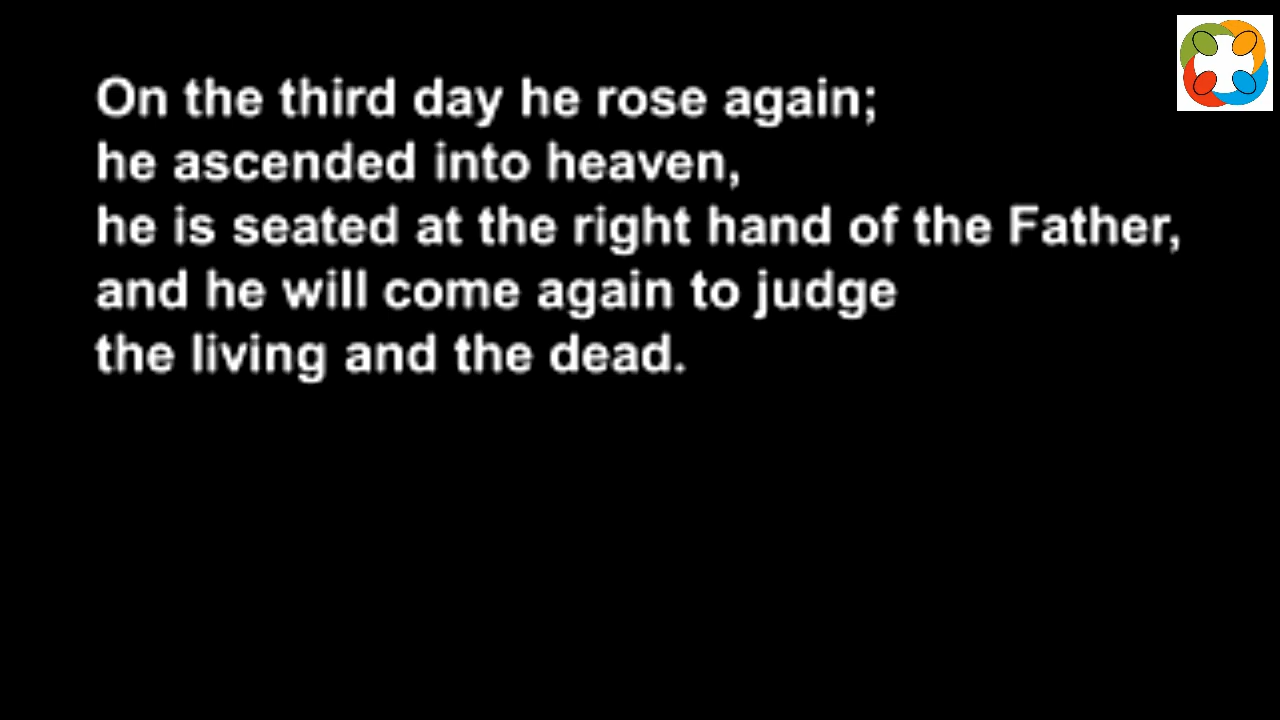 On the third day he rose again;
he ascended into heaven,
he is seated at the right hand of the Father,
and he will come again to judge
the living and the dead.